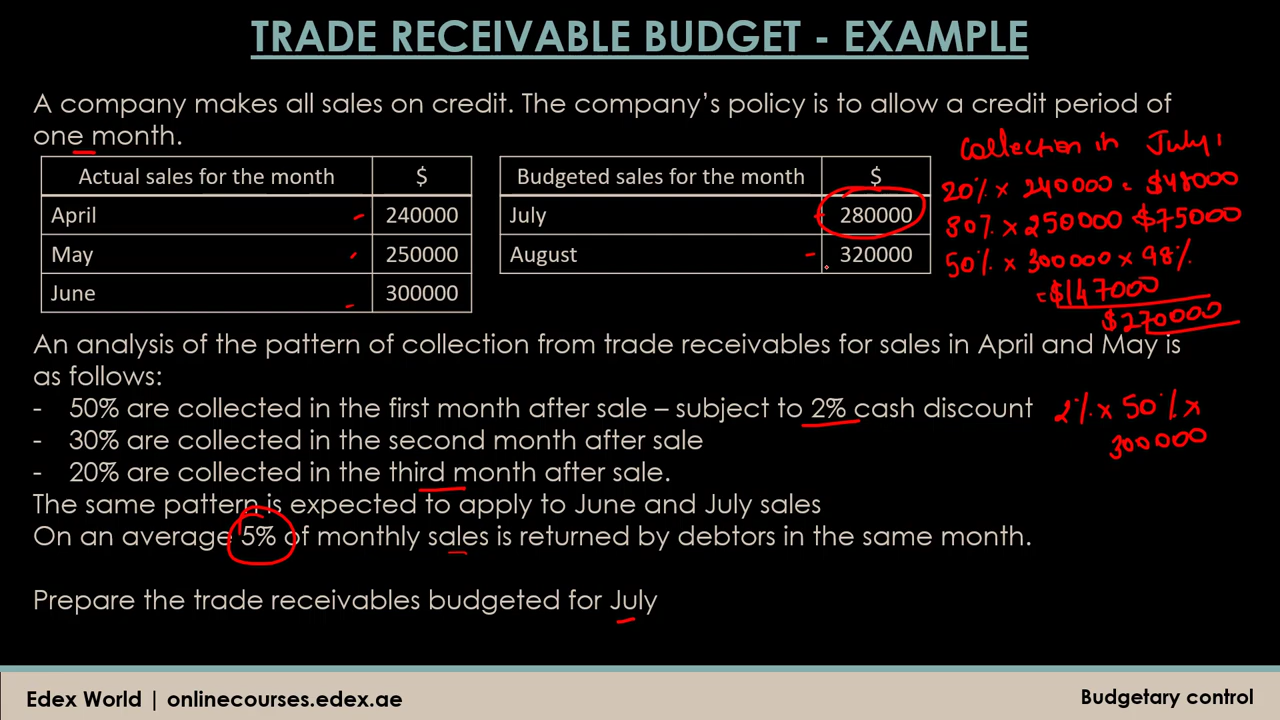 TRADE RECEIVABLE BUDGET - EXAMPLE
A company makes all sales on credit. The company's policy is to allow a credit period of
one month.
Actual sales for the month $
April 240000
May 250000
June 300000
Budgeted sales for the month $
July 280000
August 320000
Collection in July:
20% x 240000 = $48000
30% x 250000 $75000
50% x 300000 x 98%
= $147000
$270000
An analysis of the pattern of collection from trade receivables for sales in April and May is
as follows:
- 50% are collected in the first month after sale – subject to 2% cash discount
- 30% are collected in the second month after sale
- 20% are collected in the third month after sale.
2% x 50% x
300000
The same pattern is expected to apply to June and July sales
On an average 5% of monthly sales is returned by debtors in the same month.
Prepare the trade receivables budgeted for July
Edex World | onlinecourses.edex.ae
Budgetary control